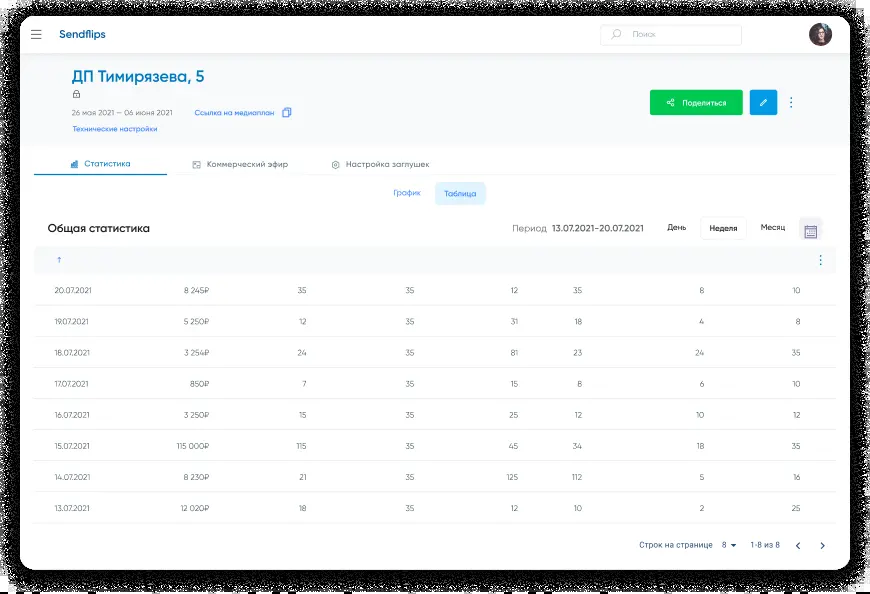 Sendflips
Поиск
ДП Тимирязева, 5
Поделиться
26 мая 2021 — 06 июня 2021 Ссылка на медиаплан
Технические настройки
Статистика Коммерческий эфир Настройка заглушек
График Таблица
Общая статистика Период 13.07.2021-20.07.2021 День Неделя Месяц
20.07.2021 8 245₽ 35 35 12 35 8 10
19.07.2021 5 250₽ 12 35 31 18 4 8
18.07.2021 3 254₽ 24 35 81 23 24 35
17.07.2021 850₽ 7 35 15 8 6 10
16.07.2021 3 250₽ 15 35 25 12 10 12
15.07.2021 115 000₽ 115 35 45 34 18 35
14.07.2021 8 230₽ 21 35 125 112 5 16
13.07.2021 12 020₽ 18 35 12 10 2 25
Строк на странице 8 1-8 из 8